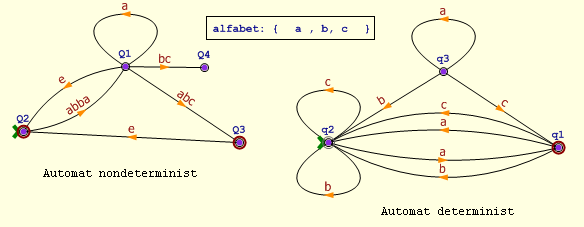 a
alfabet: { a , b, c }
a
Q1
bc
Q4
q3
e
abba
abc
c
b
c
c
a
Q2
e
Q3
q2
q1
a
b
b
Automat nondeterminist
Automat determinist